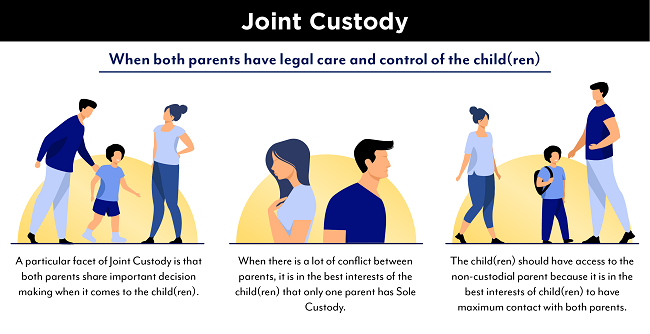 Joint Custody
When both parents have legal care and control of the child(ren)
A particular facet of Joint Custody is that
both parents share important decision
making when it comes to the child(ren).
When there is a lot of conflict between
parents, it is in the best interests of the
child(ren) that only one parent has Sole
Custody.
The child(ren) should have access to the
non-custodial parent because it is in the
best interests of child(ren) to have
maximum contact with both parents.